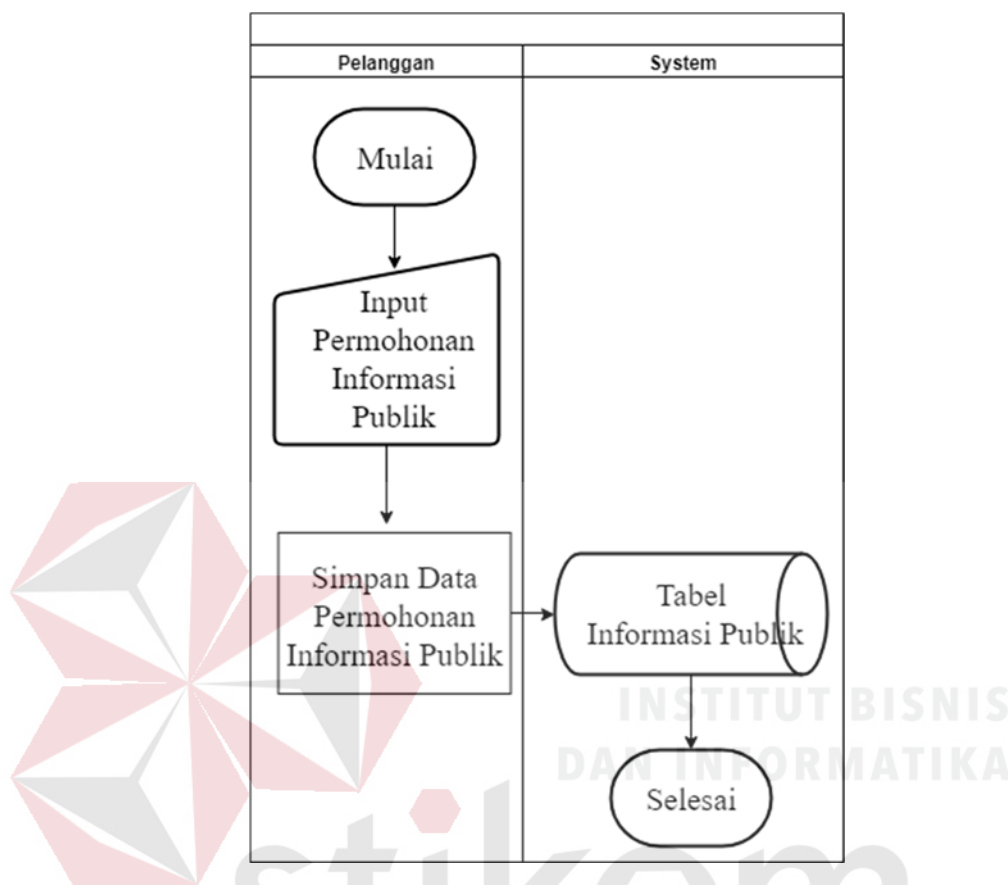 Pelanggan
System
Mulai
Input
Permohonan
Informasi
Publik
Simpan Data
Permohonan
Informasi Publik
Tabel
Informasi Publik
Selesai
INSTITUT BISNIS
DAN INFORMATIKA
stikom